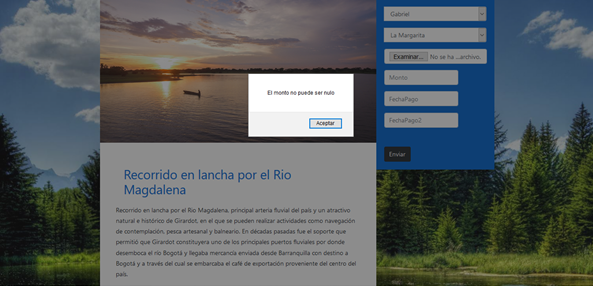 Gabriel
La Margarita
Examinar... No se ha ...archivo.
Monto
FechaPago
FechaPago2
Enviar
El monto no puede ser nulo
Aceptar
Recorrido en lancha por el Rio
Magdalena
Recorrido en lancha por el Río Magdalena, principal arteria fluvial del país y un atractivo
natural e histórico de Girardot, en el que se pueden realizar actividades como navegación
de contemplación, pesca artesanal y balneario. En décadas pasadas fue el soporte que
permitió que Girardot constituyera uno de los principales puertos fluviales por donde
desemboca el río Bogotá y llegaba mercancía enviada desde Barranquilla con destino a
Bogotá y a través del cual se embarcaba el café de exportación proveniente del centro del
país.